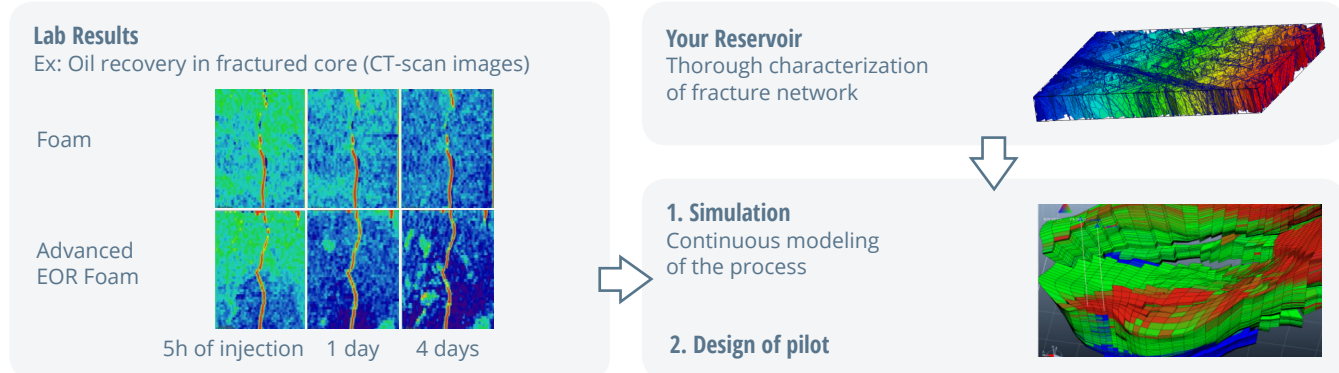 Lab Results
Ex: Oil recovery in fractured core (CT-scan images)
Foam
Advanced
EOR Foam
5h of injection
1 day
4 days
Your Reservoir
Thorough characterization
of fracture network
1. Simulation
Continuous modeling
of the process
2. Design of pilot